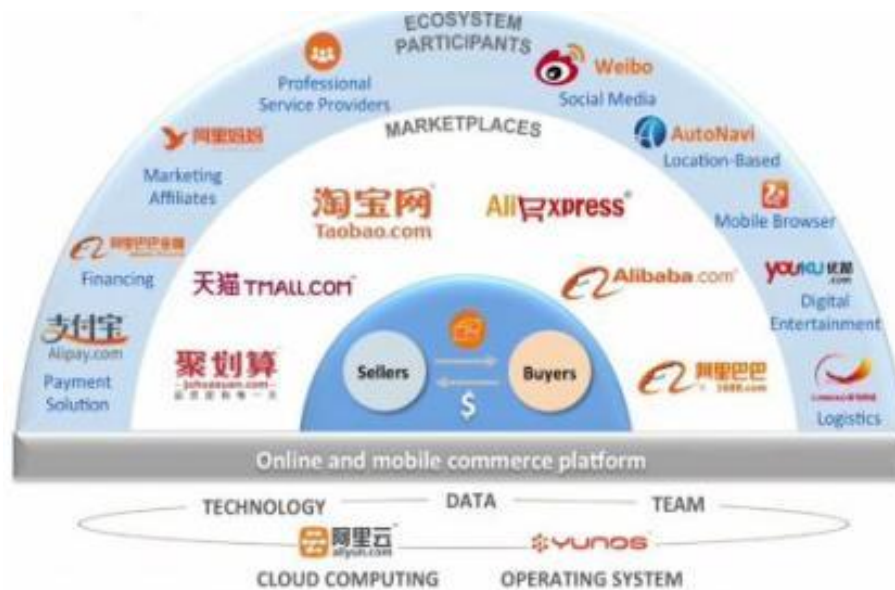 ECOSYSTEM
PARTICIPANTS
Professional
Service Providers
Weibo
Social Media
阿里妈妈
Marketing
Affiliates
AutoNavi
Location-Based
Mobile Browser
Financing
支付宝
Alipay.com
Payment
Solution
YOUKU 优酷
.com
Digital
Entertainment
Logistics
MARKETPLACES
淘宝网
Taobao.com
AliExpress
天猫 TMALL.COM
Alibaba.com
聚划算
阿里巴巴
1688.com
Sellers
Buyers
$
Online and mobile commerce platform
TECHNOLOGY
DATA
TEAM
阿里云
aliyun.com
YUNOS
CLOUD COMPUTING
OPERATING SYSTEM